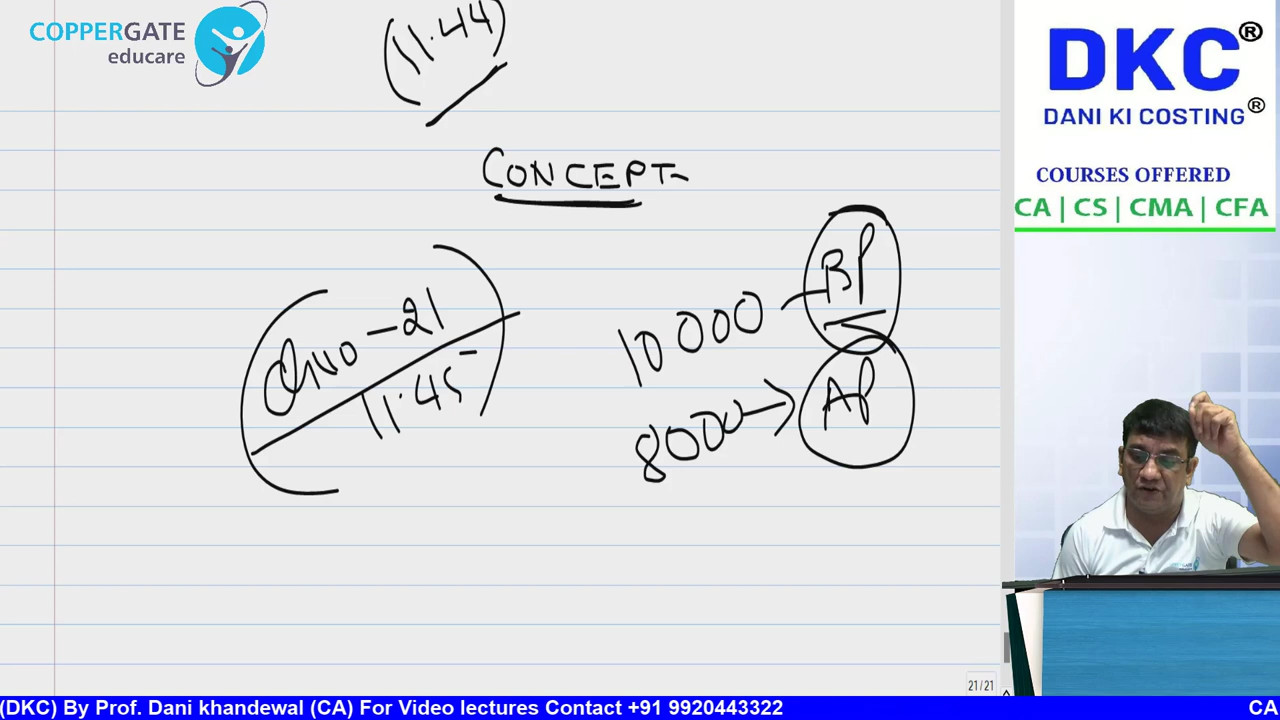 COPPERGATE
educare
(11.44)
DKC®
DANI KI COSTING®
COURSES OFFERED
CA | CS | CMA | CFA
CONCEPT
-21
11.45
10000 BP
8000 → AP
21/21
(DKC) By Prof. Dani khandewal (CA) For Video lectures Contact +91 9920443322
CA